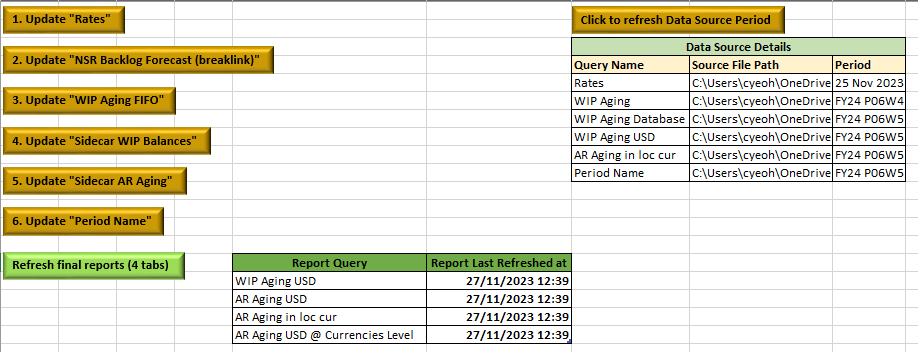 1. Update "Rates"
2. Update "NSR Backlog Forecast (breaklink)"
3. Update "WIP Aging FIFO"
4. Update "Sidecar WIP Balances"
5. Update "Sidecar AR Aging"
6. Update "Period Name"
Refresh final reports (4 tabs)
Click to refresh Data Source Period
Data Source Details
Query Name Source File Path Period
Rates C:\Users\cyeoh\OneDrive 25 Nov 2023
WIP Aging C:\Users\cyeoh\OneDrive FY24 P06W4
WIP Aging Database C:\Users\cyeoh\OneDrive FY24 P06W5
WIP Aging USD C:\Users\cyeoh\OneDrive FY24 P06W5
AR Aging in loc cur C:\Users\cyeoh\OneDrive FY24 P06W5
Period Name C:\Users\cyeoh\OneDrive FY24 P06W5
Report Query Report Last Refreshed at
WIP Aging USD 27/11/2023 12:39
AR Aging USD 27/11/2023 12:39
AR Aging in loc cur 27/11/2023 12:39
AR Aging USD @ Currencies Level 27/11/2023 12:39